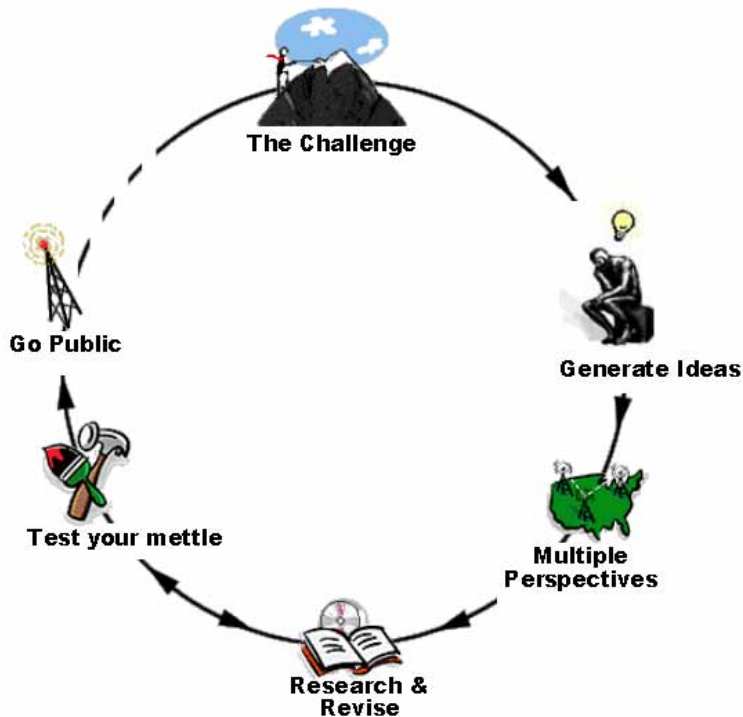 The Challenge
Generate Ideas
Multiple
Perspectives
Research &
Revise
Test your mettle
Go Public